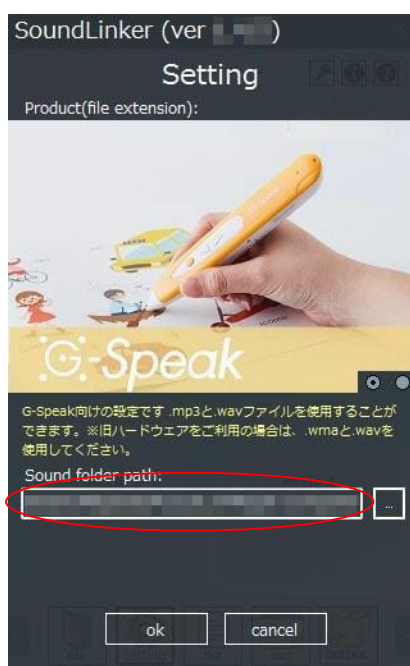 SoundLinker (ver )
Setting
Product(file extension):
G-Speak
G-Speak向けの設定です .mp3と.wavファイルを使用することが
できます。※旧ハードウェアをご利用の場合は、.wmaと.wavを
使用してください。
Sound folder path:
...
ok
cancel